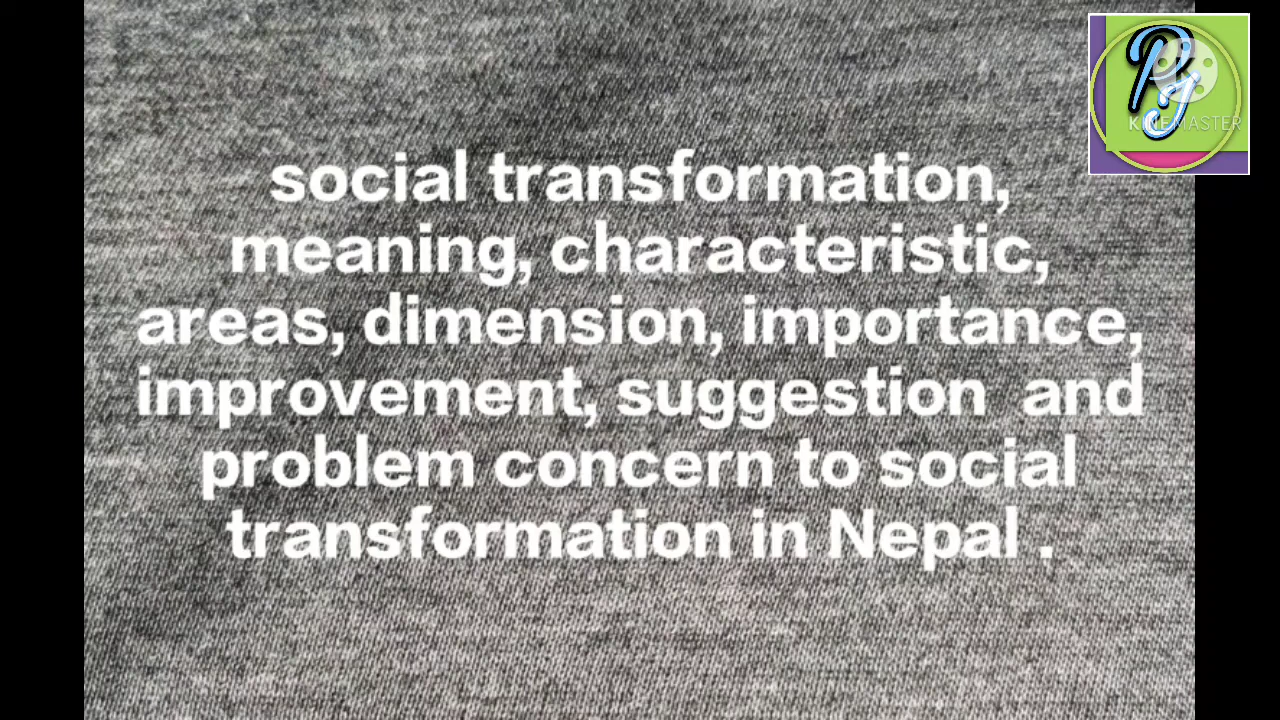 social transformation,
meaning, characteristic,
areas, dimension, importance,
improvement, suggestion  and
problem concern to social
transformation in Nepal .
KINEMASTER